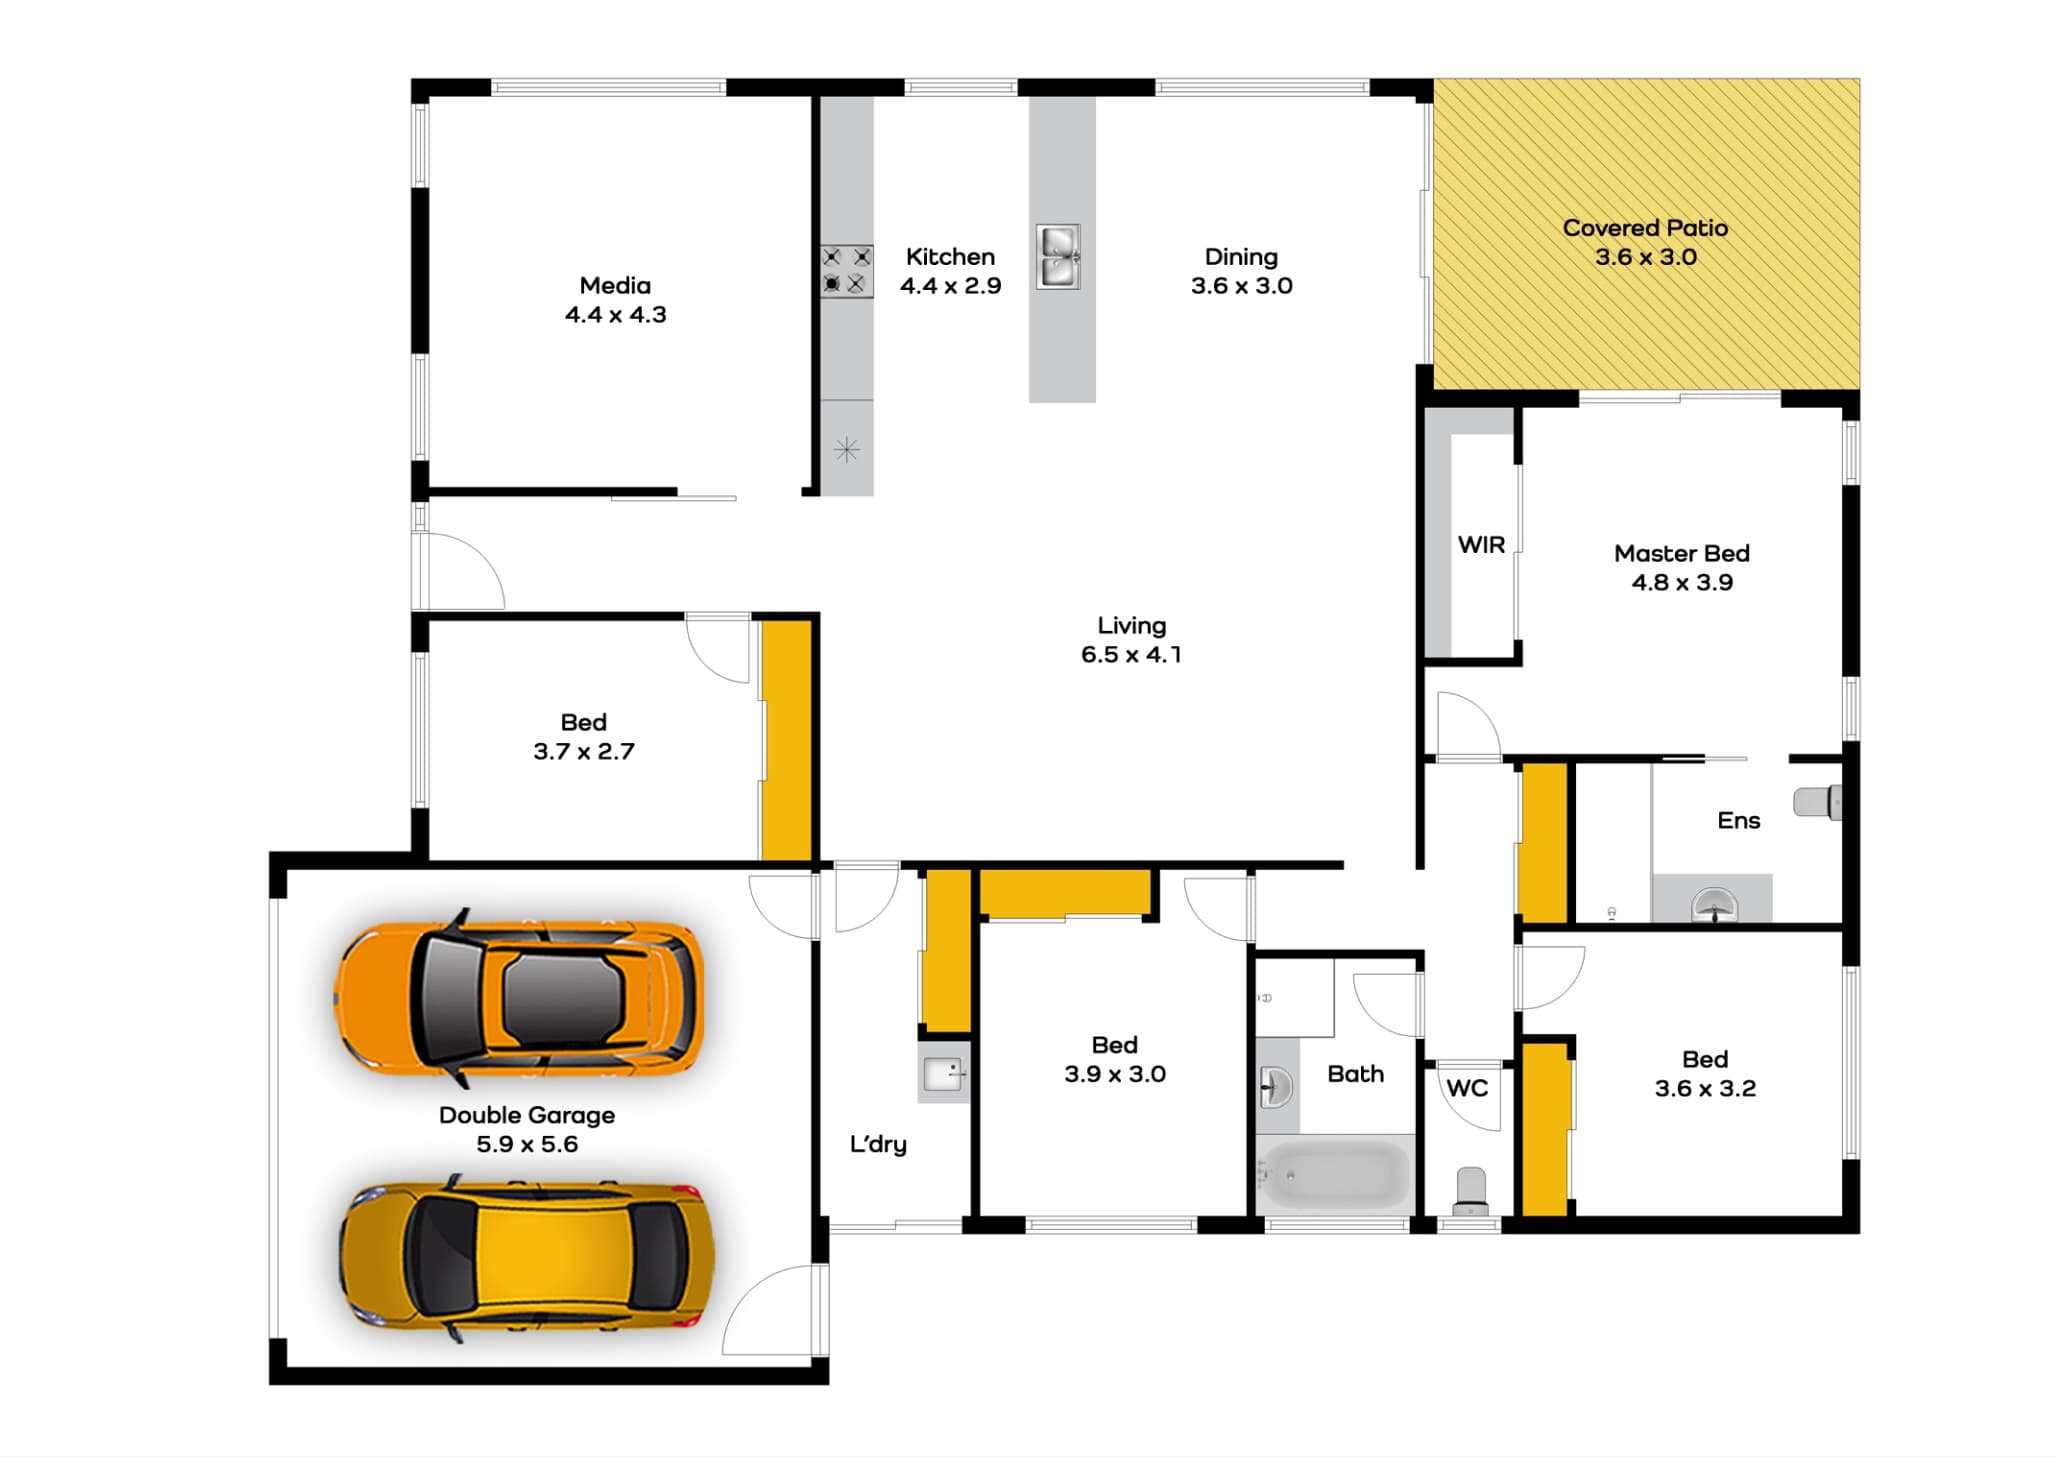 Covered Patio
3.6 x 3.0
Kitchen
4.4 x 2.9
Dining
3.6 x 3.0
Media
4.4 x 4.3
WIR
Master Bed
4.8 x 3.9
Living
6.5 x 4.1
Bed
3.7 x 2.7
Ens
Bed
3.9 x 3.0
Bath
WC
Bed
3.6 x 3.2
Double Garage
5.9 x 5.6
L'dry